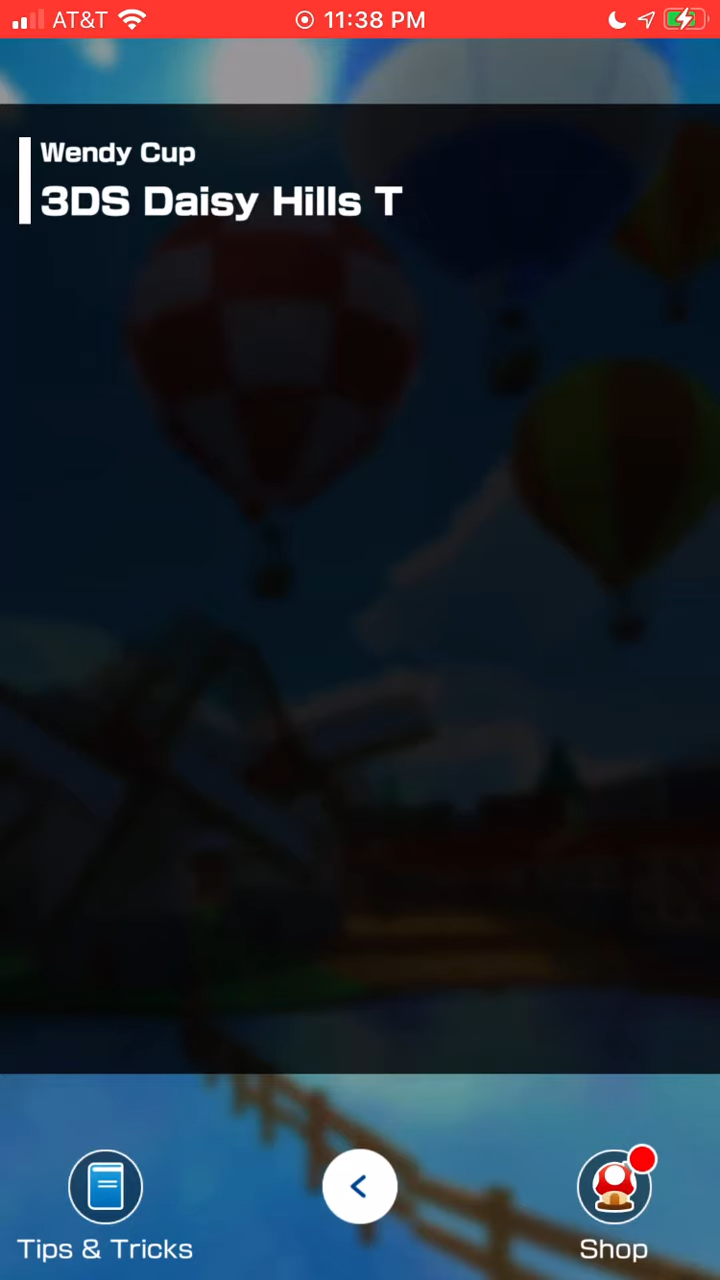 AT&T 11:38 PM
Wendy Cup
3DS Daisy Hills T
Tips & Tricks
Shop